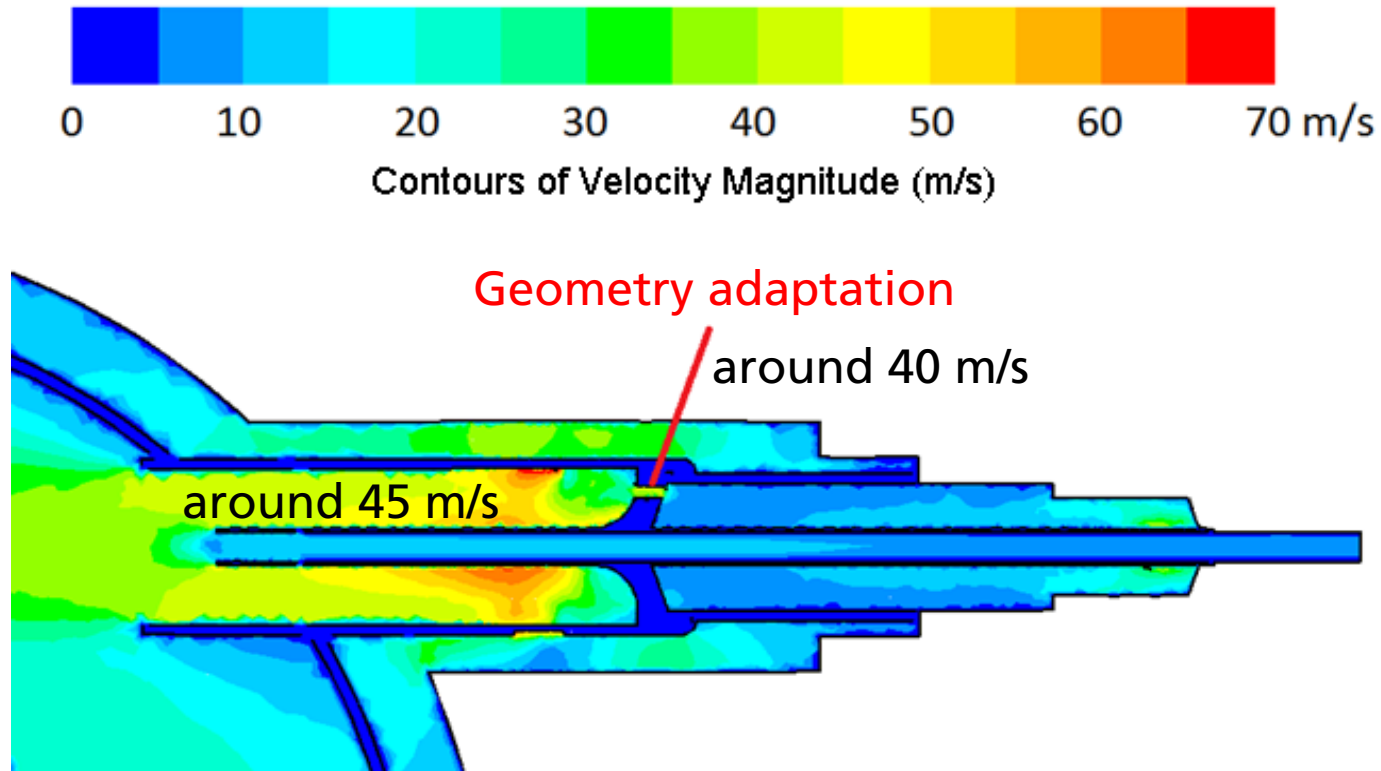 0 10 20 30 40 50 60 70 m/s
Contours of Velocity Magnitude (m/s)
Geometry adaptation
around 40 m/s
around 45 m/s